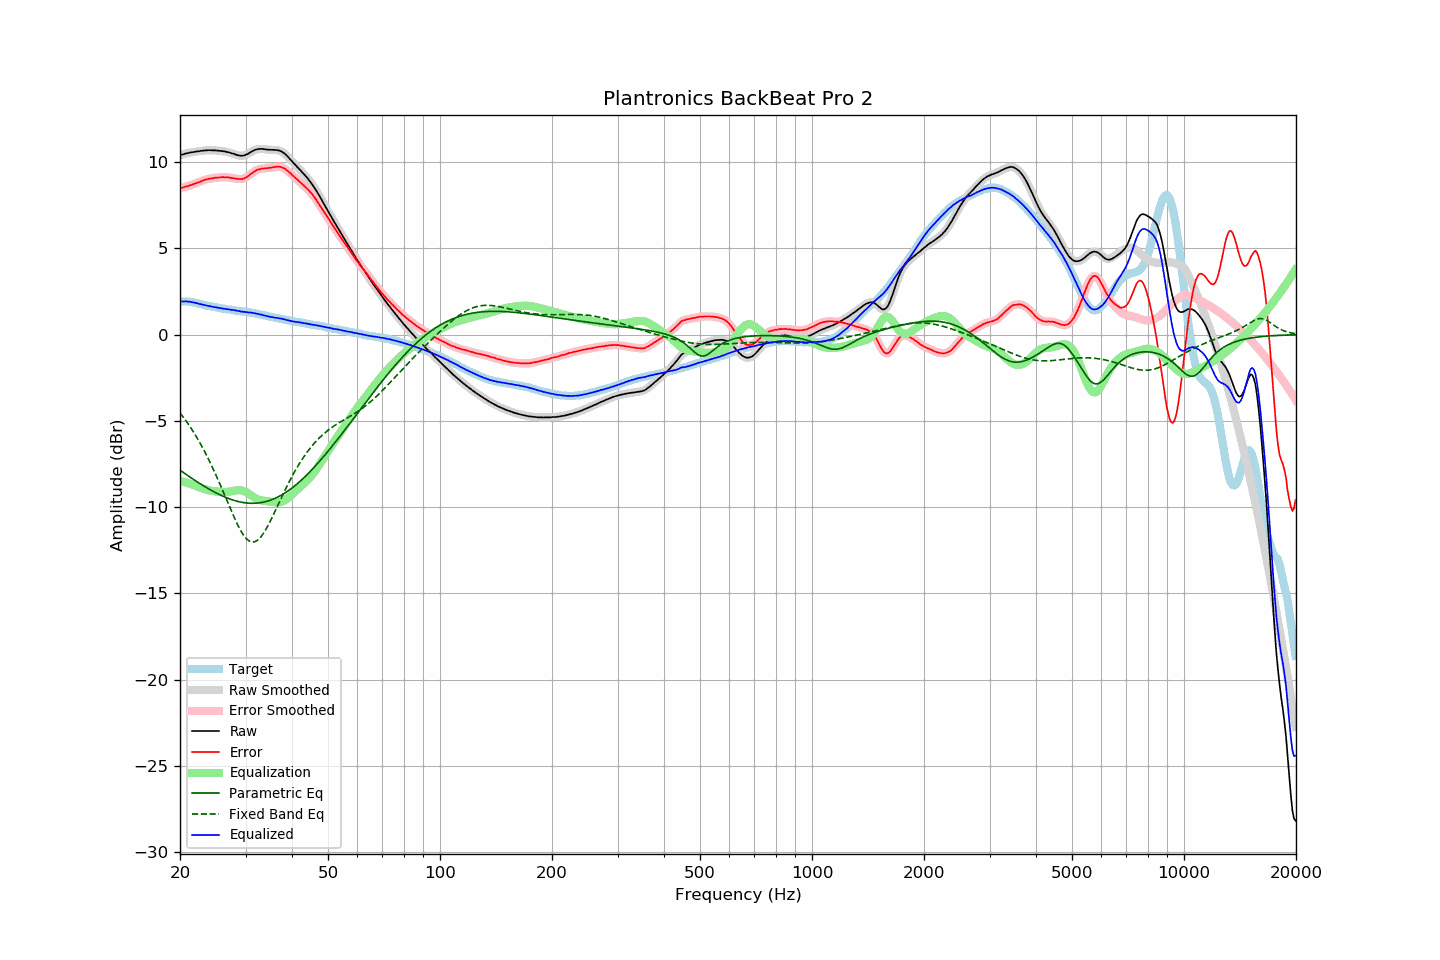 Plantronics BackBeat Pro 2
Amplitude (dBr)
10
5
0
−5
−10
−15
−20
−25
−30
Target
Raw Smoothed
Error Smoothed
Raw
Error
Equalization
Parametric Eq
Fixed Band Eq
Equalized
20 50 100 200 500 1000 2000 5000 10000 20000
Frequency (Hz)